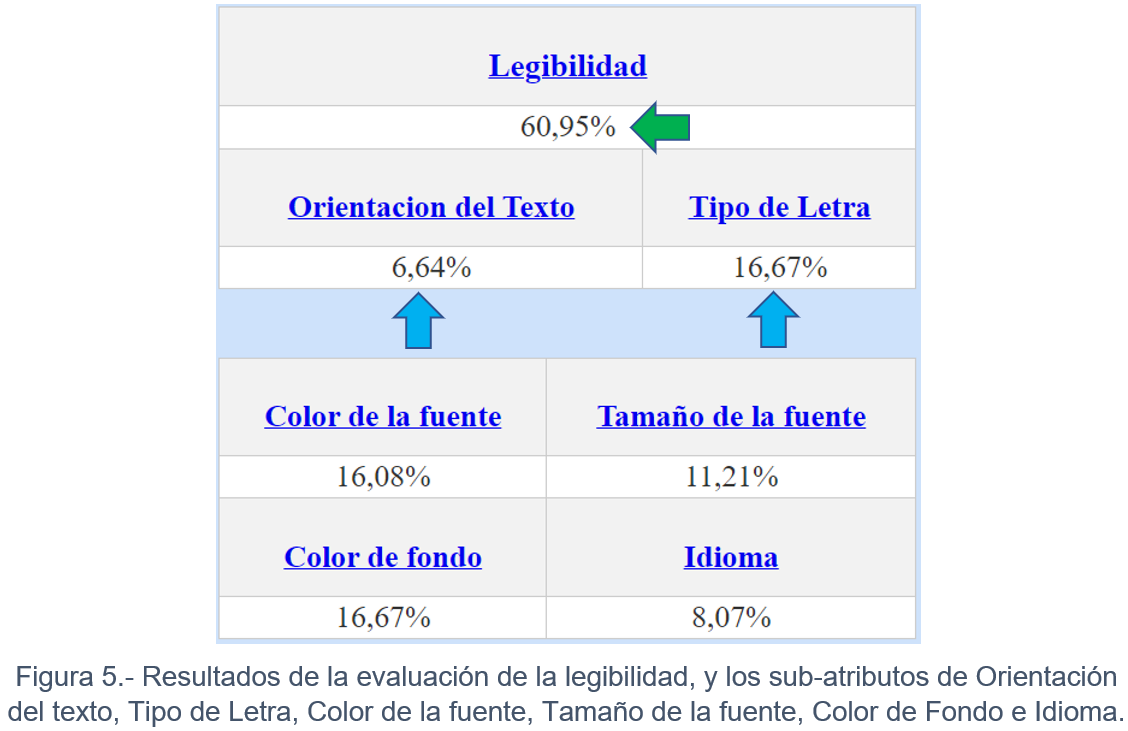 Legibilidad
60,95%
Orientacion del Texto Tipo de Letra
6,64% 16,67%
Color de la fuente Tamaño de la fuente
16,08% 11,21%
Color de fondo Idioma
16,67% 8,07%
Figura 5.- Resultados de la evaluación de la legibilidad, y los sub-atributos de Orientación
del texto, Tipo de Letra, Color de la fuente, Tamaño de la fuente, Color de Fondo e Idioma.